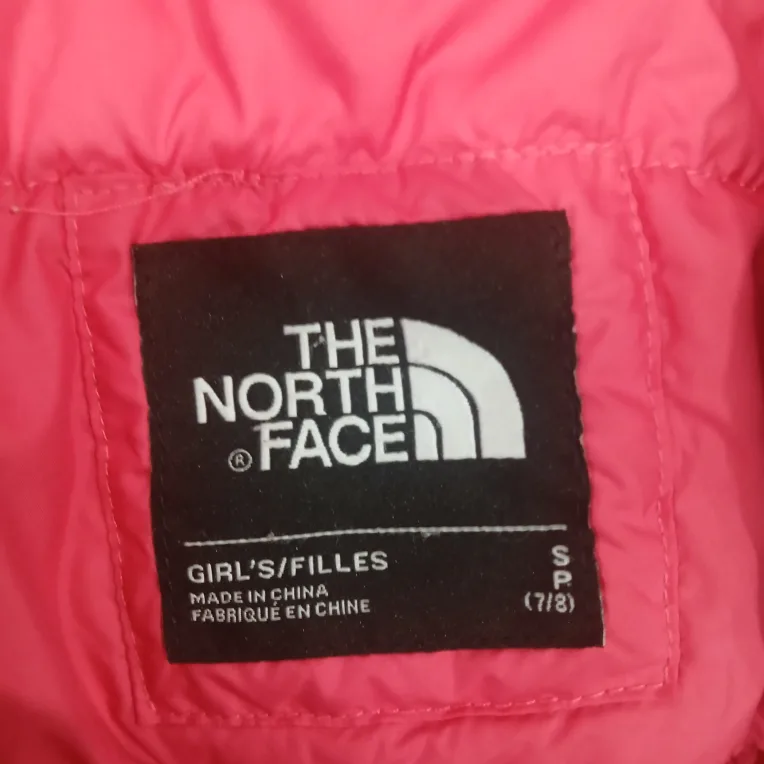 THE
NORTH
® FACE
GIRL'S/FILLES
MADE IN CHINA
FABRIQUÉ EN CHINE
S
P
(7/8)